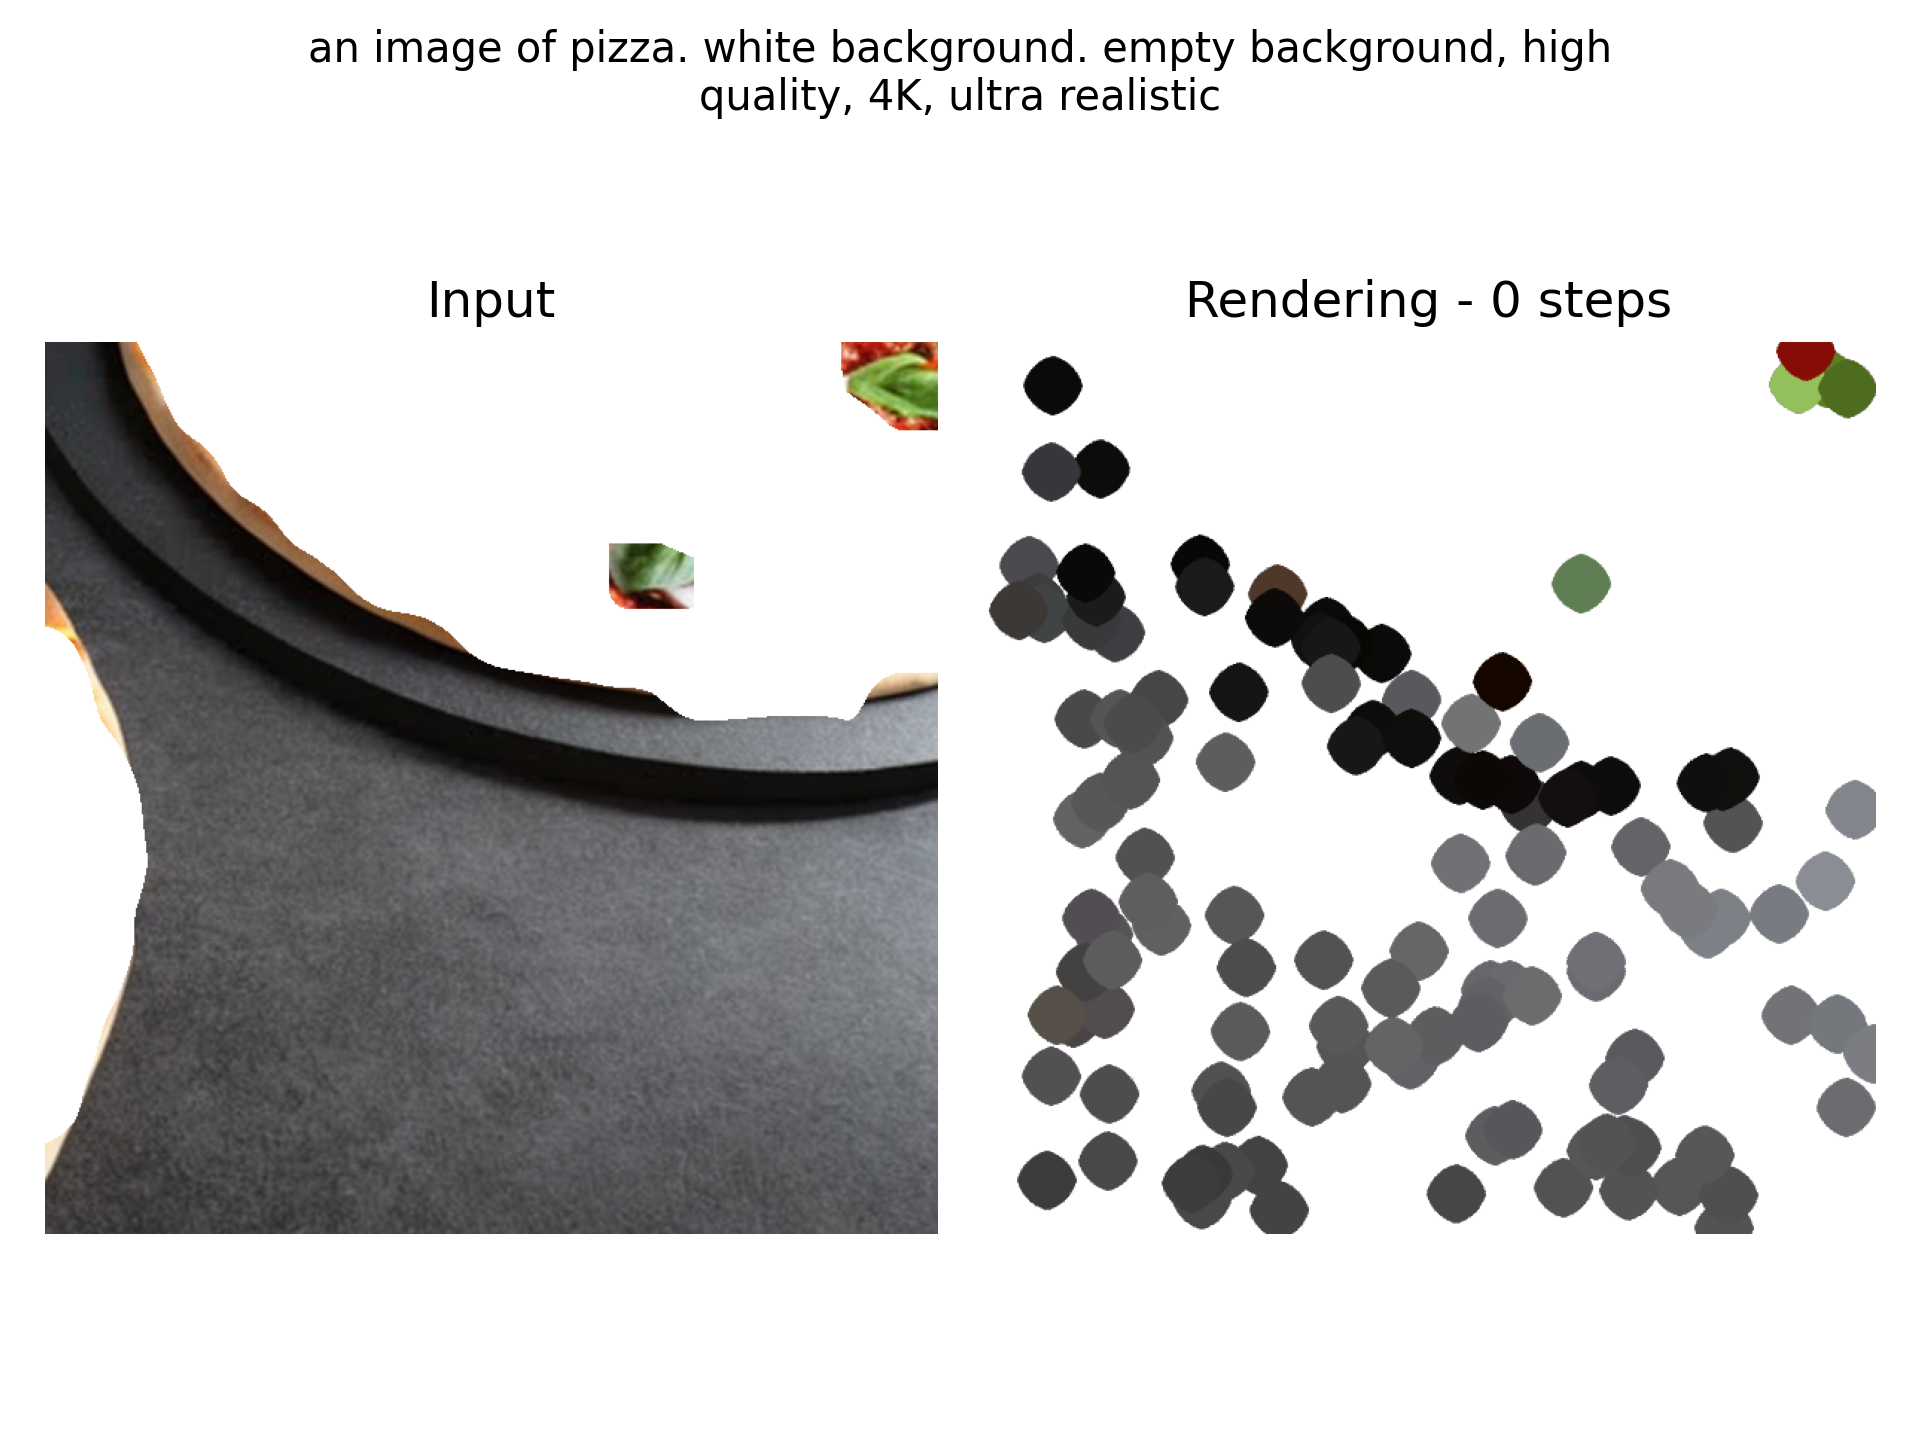 an image of pizza. white background. empty background, high
quality, 4K, ultra realistic
Input
Rendering - 0 steps